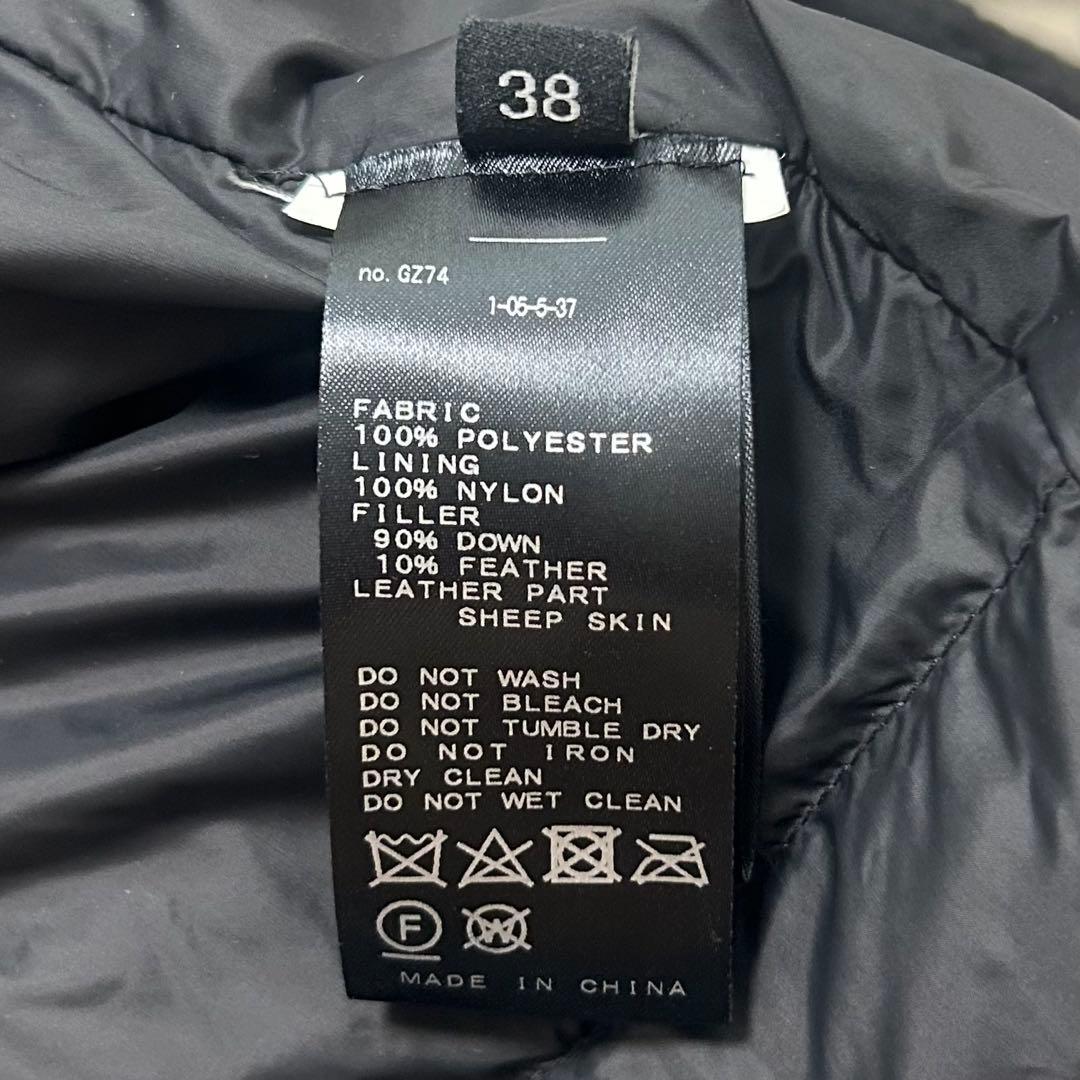 38
no. GZ74
1-05-5-37
FABRIC
100% POLYESTER
LINING
100% NYLON
FILLER
90% DOWN
10% FEATHER
LEATHER PART
SHEEP SKIN
DO NOT WASH
DO NOT BLEACH
DO NOT TUMBLE DRY
DO NOT IRON
DRY CLEAN
DO NOT WET CLEAN
F W
MADE IN CHINA